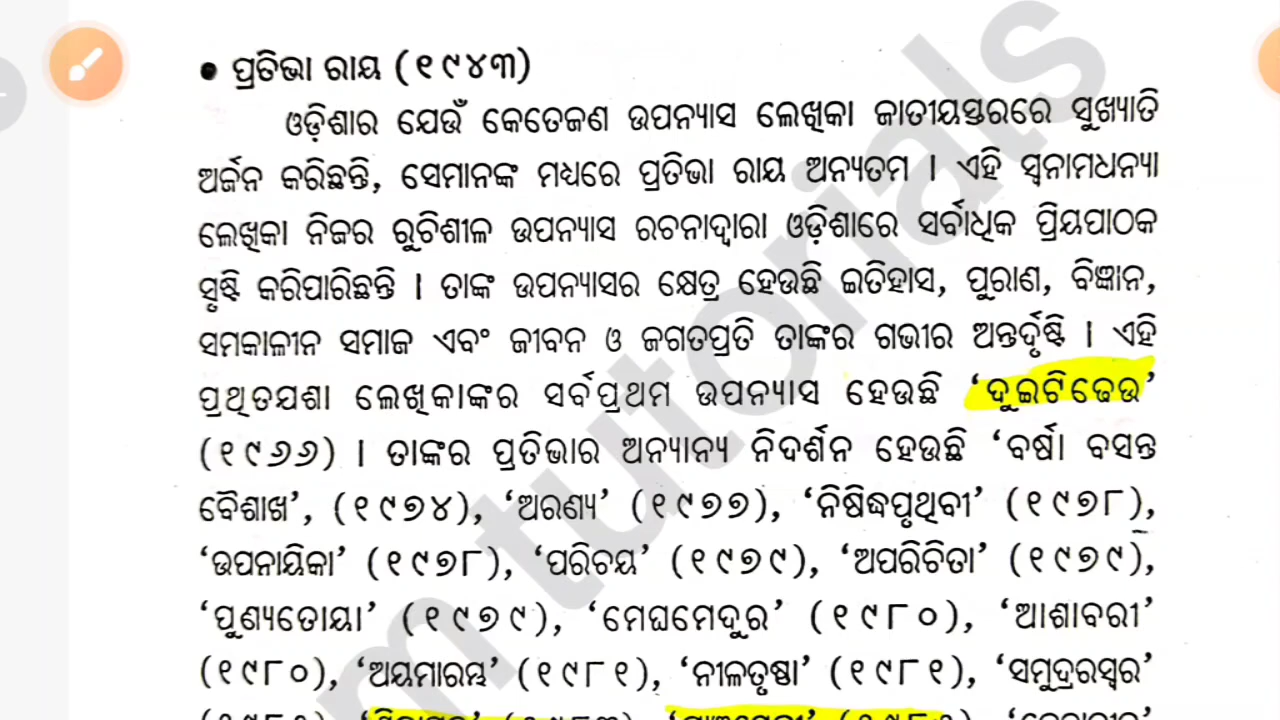 • ପ୍ରତିଭା ରାୟ (୧୯୪୩)
ଓଡ଼ିଶାର ଯେଉଁ କେତେଜଣ ଉପନ୍ୟାସ ଲେଖିକା ଜାତୀୟସ୍ତରରେ ସୁଖ୍ୟାତି
ଅର୍ଜନ କରିଛନ୍ତି, ସେମାନଙ୍କ ମଧ୍ୟରେ ପ୍ରତିଭା ରାୟ ଅନ୍ୟତମ । ଏହି ସ୍ୱନାମଧନ୍ୟା
ଲେଖିକା ନିଜର ରୁଚିଶୀଳ ଉପନ୍ୟାସ ରଚନାଦ୍ୱାରା ଓଡ଼ିଶାରେ ସର୍ବାଧିକ ପ୍ରିୟପାଠକ
ସୃଷ୍ଟି କରିପାରିଛନ୍ତି । ତାଙ୍କ ଉପନ୍ୟାସର କ୍ଷେତ୍ର ହେଉଛି ଇତିହାସ, ପୁରାଣ, ବିଜ୍ଞାନ,
ସମକାଳୀନ ସମାଜ ଏବଂ ଜୀବନ ଓ ଜଗତପ୍ରତି ତାଙ୍କର ଗଭୀର ଅନ୍ତର୍ଦୃଷ୍ଟି । ଏହି
ପ୍ରଥିତଯଶା ଲେଖିକାଙ୍କର ସର୍ବପ୍ରଥମ ଉପନ୍ୟାସ ହେଉଛି ‘ଦୁଇଟିଢେଉ’
(୧୯୬୬) । ତାଙ୍କର ପ୍ରତିଭାର ଅନ୍ୟାନ୍ୟ ନିଦର୍ଶନ ହେଉଛି ‘ବର୍ଷା ବସନ୍ତ
ବୈଶାଖ’, (୧୯୭୪), ‘ଅରଣ୍ୟ’ (୧୯୭୭), ‘ନିଷିଦ୍ଧପୃଥିବୀ’ (୧୯୭୮),
‘ଉପନାୟିକା’ (୧୯୭୮), ‘ପରିଚୟ’ (୧୯୭୯), ‘ଅପରିଚିତା’ (୧୯୭୯),
‘ପୁଣ୍ୟତୋୟା’ (୧୯୭୯), ‘ମେଘମେଦୁର’ (୧୯୮୦), ‘ଆଶାବରୀ’
(୧୯୮୦), ‘ଅୟମାରମ୍ଭ’ (୧୯୮୧), ‘ନୀଳତୃଷ୍ଣା’ (୧୯୮୧), ‘ସମୁଦ୍ରରସ୍ୱର’
m tutorials